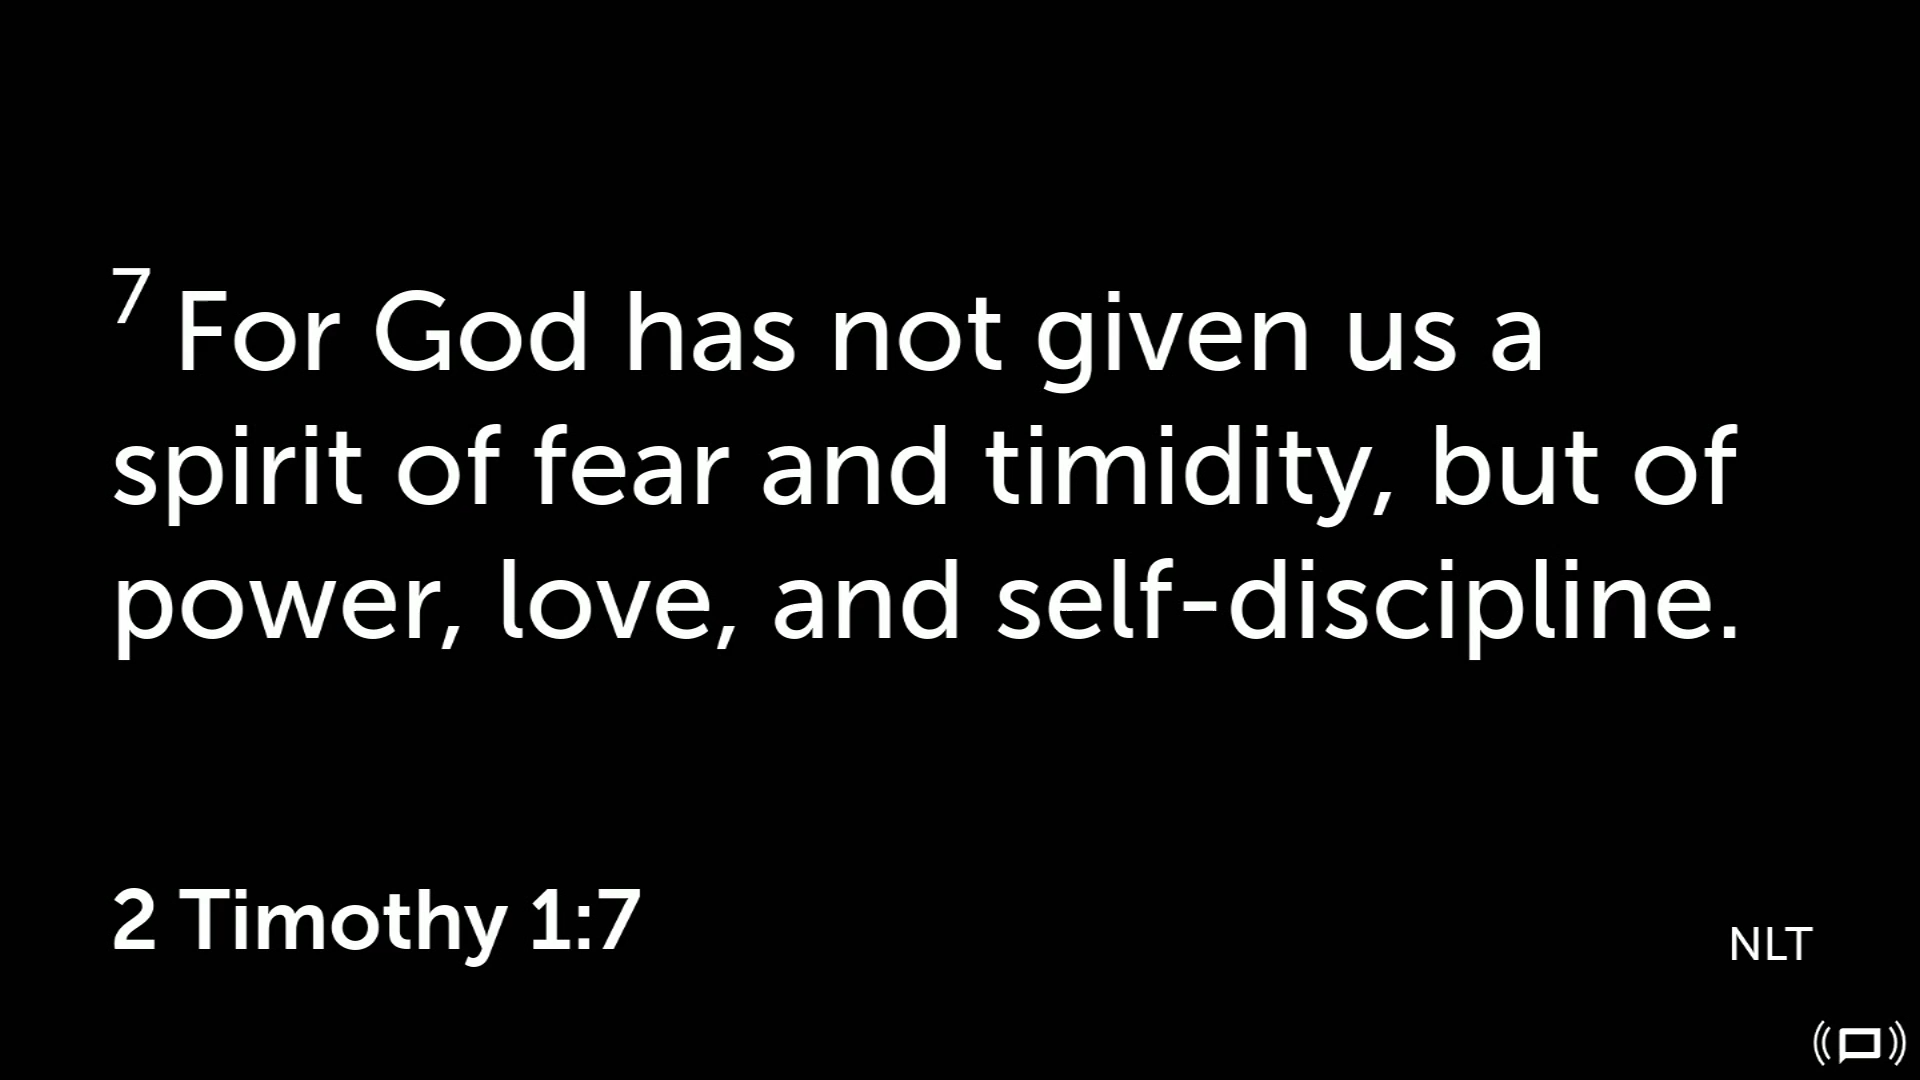 7 For God has not given us a
spirit of fear and timidity, but of
power, love, and self-discipline.
2 Timothy 1:7
NLT